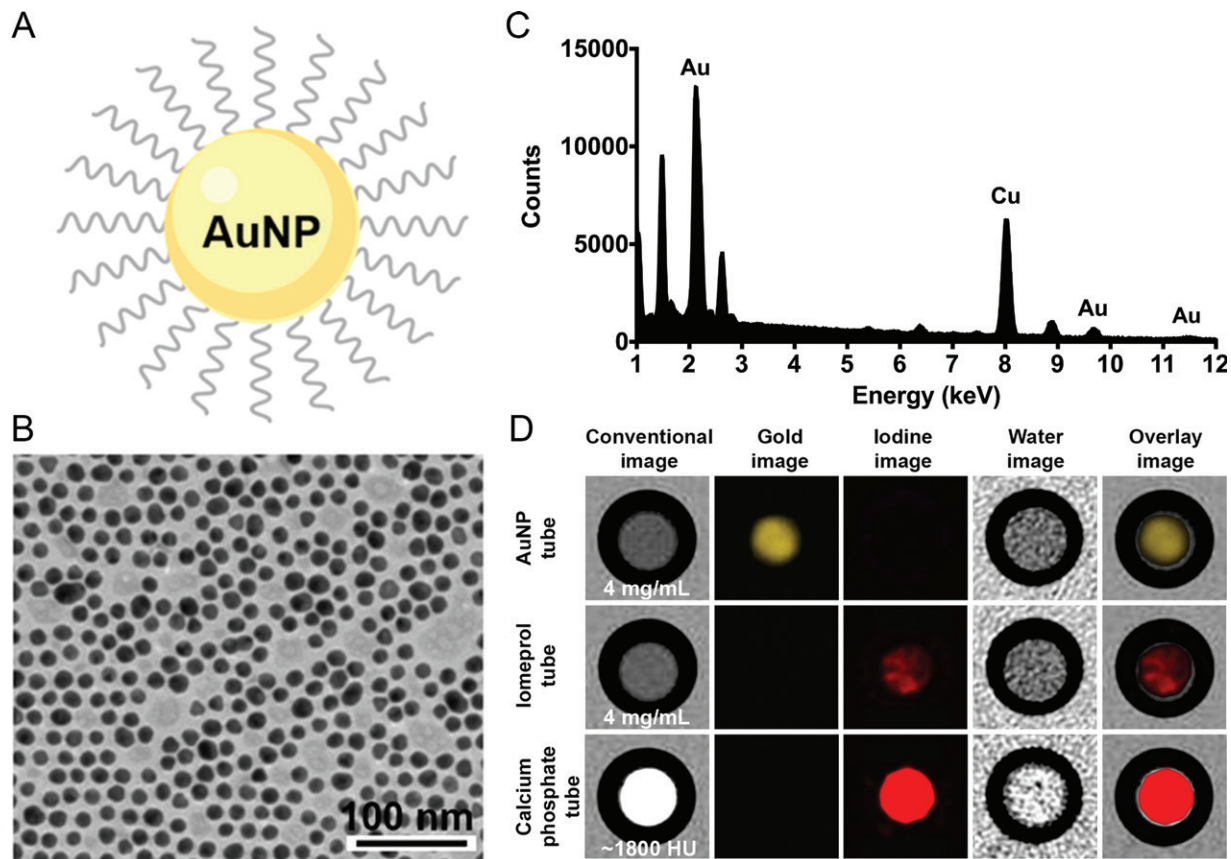 A
AuNP
B
100 nm
C
Counts
15000
10000
5000
0
Au
Cu
Au
Au
1 2 3 4 5 6 7 8 9 10 11 12
Energy (keV)
D
Conventional image
Gold image
Iodine image
Water image
Overlay image
AuNP tube
4 mg/mL
Iomeprol tube
4 mg/mL
Calcium phosphate tube
~1800 HU